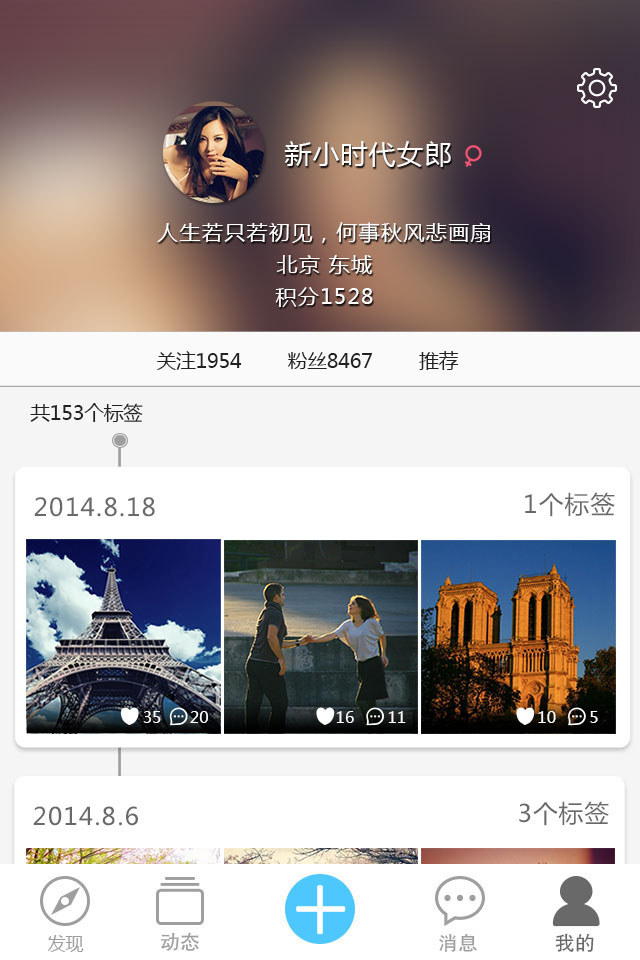 新小时代女郎
人生若只若初见，何事秋风悲画扇
北京 东城
积分1528
关注1954 粉丝8467 推荐
共153个标签
2014.8.18 1个标签
35 20 16 11 10 5
2014.8.6 3个标签
发现 动态 消息 我的